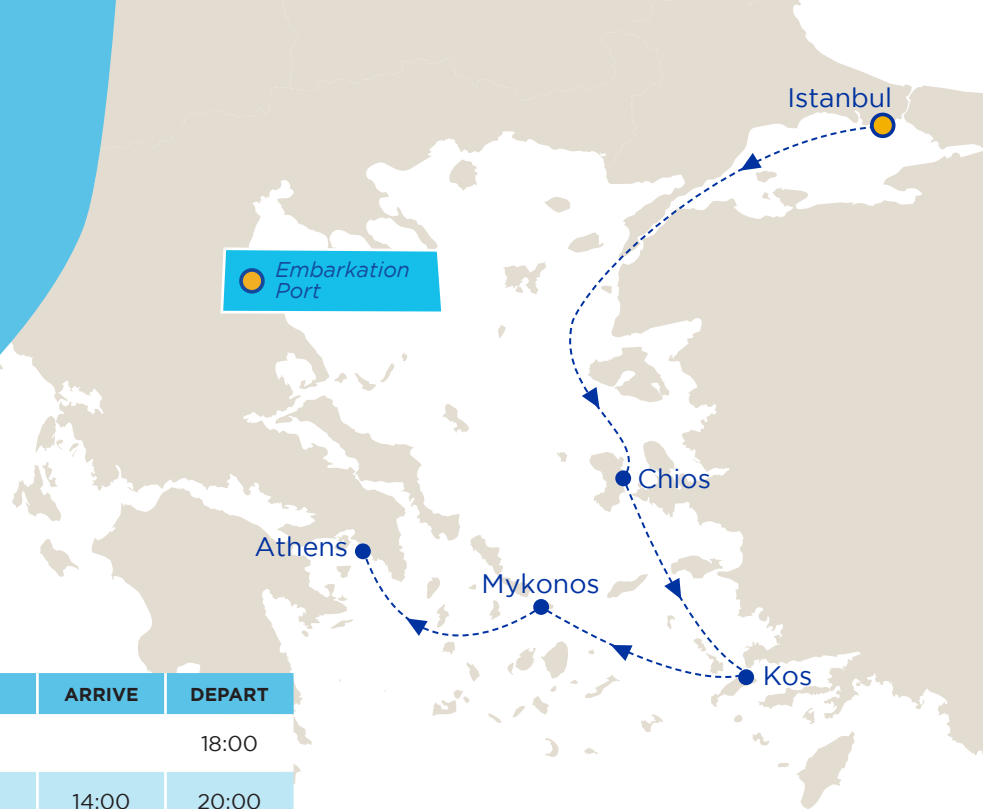 Istanbul
Embarkation
Port
Chios
Athens
Mykonos
Kos
ARRIVE DEPART
18:00
14:00 20:00